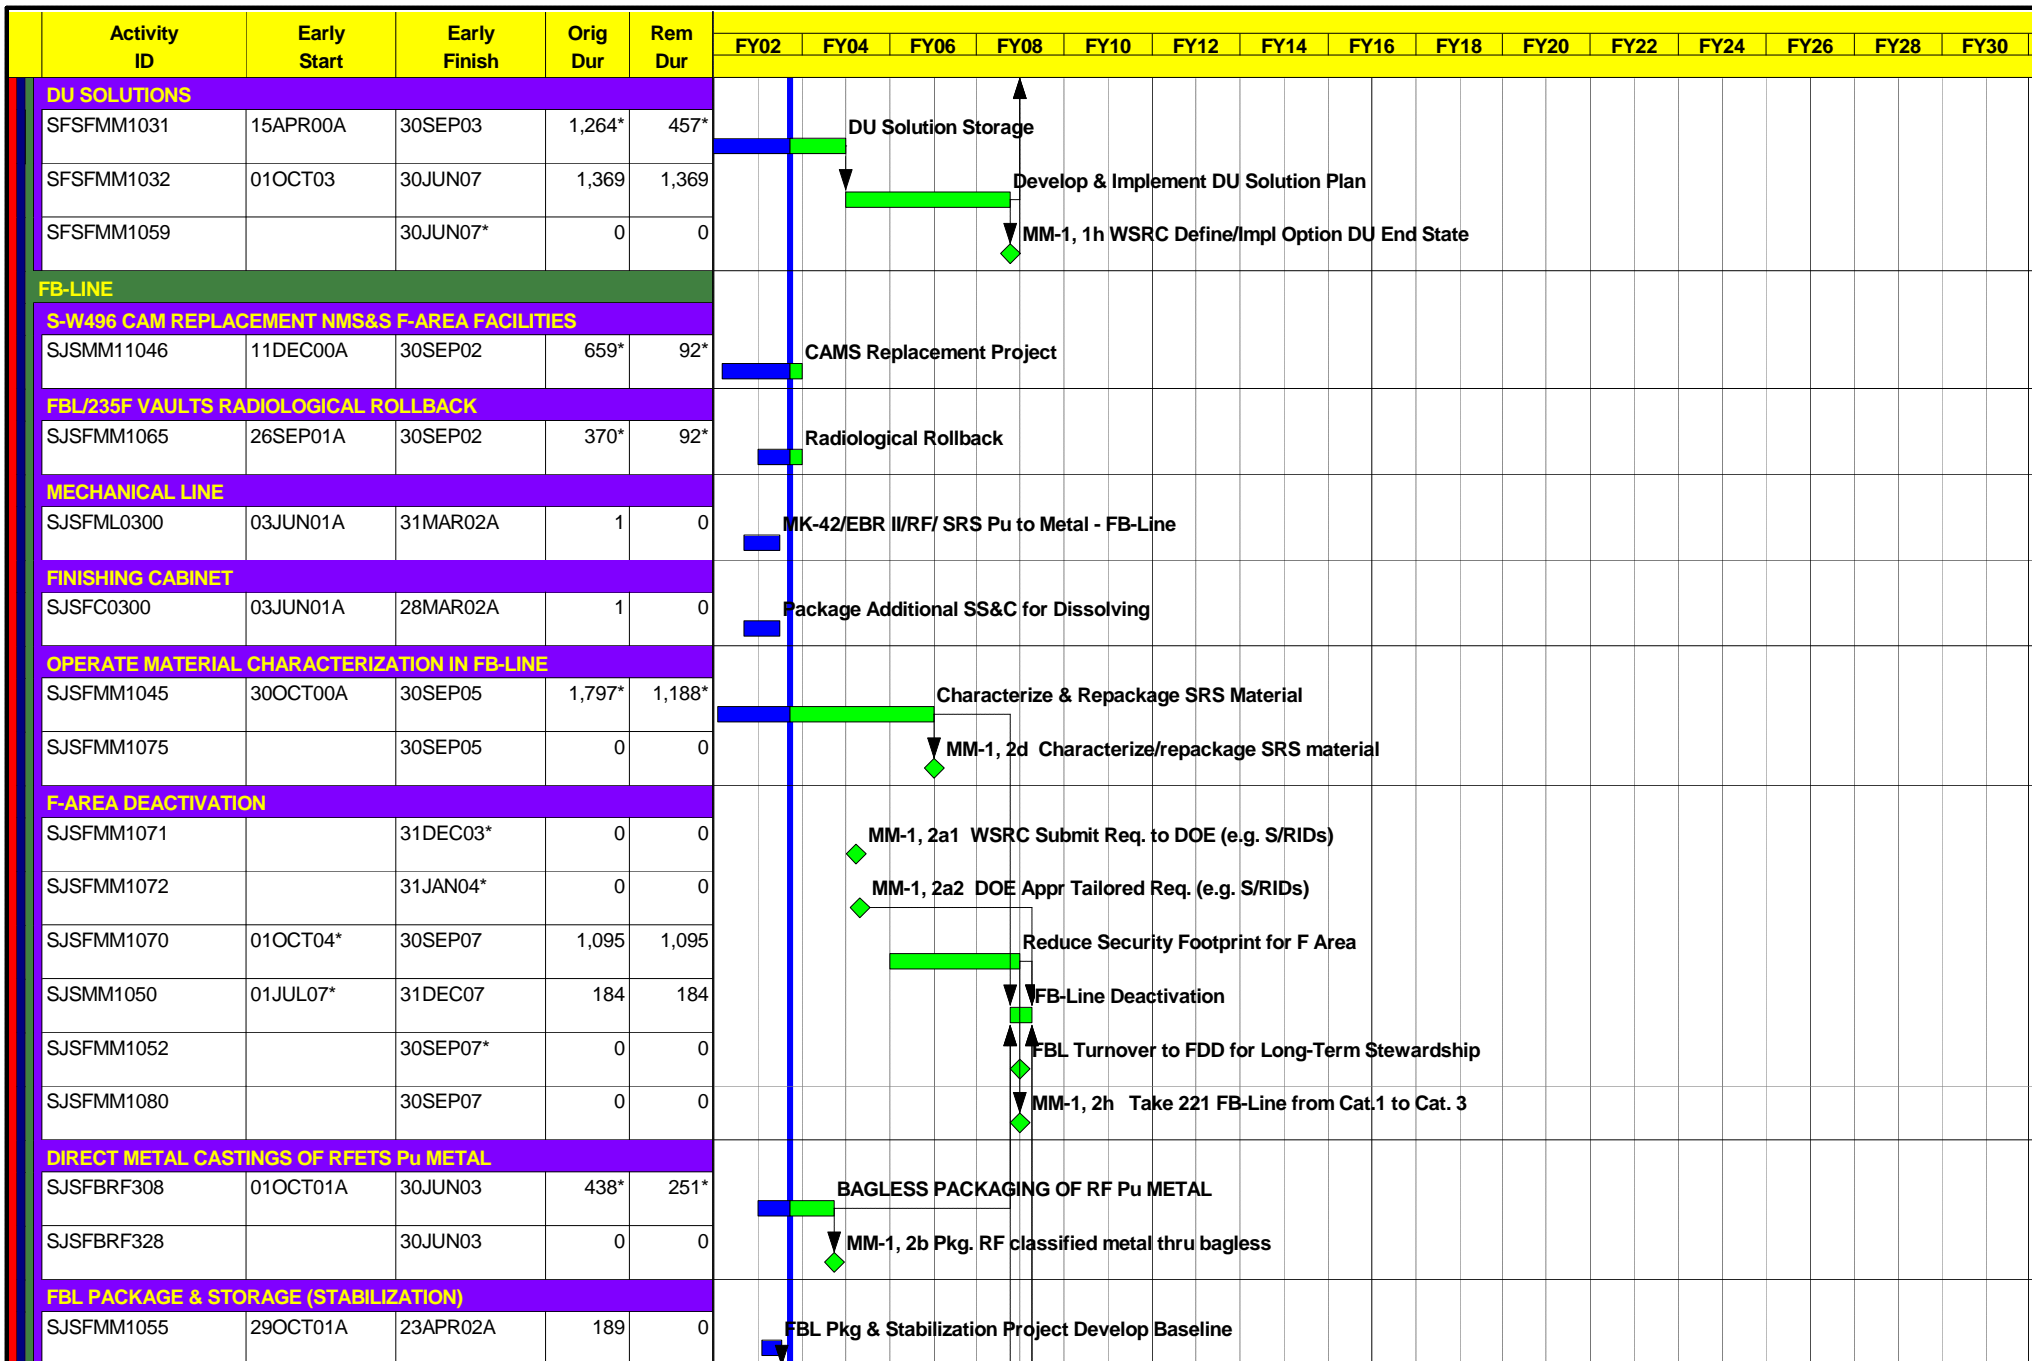 Activity ID Early Start Early Finish Orig Dur Rem Dur FY02 FY04 FY06 FY08 FY10 FY12 FY14 FY16 FY18 FY20 FY22 FY24 FY26 FY28 FY30
DU SOLUTIONS
SFSFMM1031 15APR00A 30SEP03 1,264* 457* DU Solution Storage
SFSFMM1032 01OCT03 30JUN07 1,369 1,369 Develop & Implement DU Solution Plan
SFSFMM1059 30JUN07* 0 0 MM-1, 1h WSRC Define/Impl Option DU End State
FB-LINE
S-W496 CAM REPLACEMENT NMS&S F-AREA FACILITIES
SJSMM11046 11DEC00A 30SEP02 659* 92* CAMS Replacement Project
FBL/235F VAULTS RADIOLOGICAL ROLLBACK
SJSFMM1065 26SEP01A 30SEP02 370* 92* Radiological Rollback
MECHANICAL LINE
SJSFML0300 03JUN01A 31MAR02A 1 0 MK-42/EBR II/RF/ SRS Pu to Metal - FB-Line
FINISHING CABINET
SJSFC0300 03JUN01A 28MAR02A 1 0 Package Additional SS&C for Dissolving
OPERATE MATERIAL CHARACTERIZATION IN FB-LINE
SJSFMM1045 30OCT00A 30SEP05 1,797* 1,188* Characterize & Repackage SRS Material
SJSFMM1075 30SEP05 0 0 MM-1, 2d Characterize/repackage SRS material
F-AREA DEACTIVATION
SJSFMM1071 31DEC03* 0 0 MM-1, 2a1 WSRC Submit Req. to DOE (e.g. S/RIDs)
SJSFMM1072 31JAN04* 0 0 MM-1, 2a2 DOE Appr Tailored Req. (e.g. S/RIDs)
SJSFMM1070 01OCT04* 30SEP07 1,095 1,095 Reduce Security Footprint for F Area
SJSMM1050 01JUL07* 31DEC07 184 184 FB-Line Deactivation
SJSFMM1052 30SEP07* 0 0 FBL Turnover to FDD for Long-Term Stewardship
SJSFMM1080 30SEP07 0 0 MM-1, 2h Take 221 FB-Line from Cat.1 to Cat. 3
DIRECT METAL CASTINGS OF RFETS Pu METAL
SJSFBRF308 01OCT01A 30JUN03 438* 251* BAGLESS PACKAGING OF RF Pu METAL
SJSFBRF328 30JUN03 0 0 MM-1, 2b Pkg. RF classified metal thru bagless
FBL PACKAGE & STORAGE (STABILIZATION)
SJSFMM1055 29OCT01A 23APR02A 189 0 FBL Pkg & Stabilization Project Develop Baseline